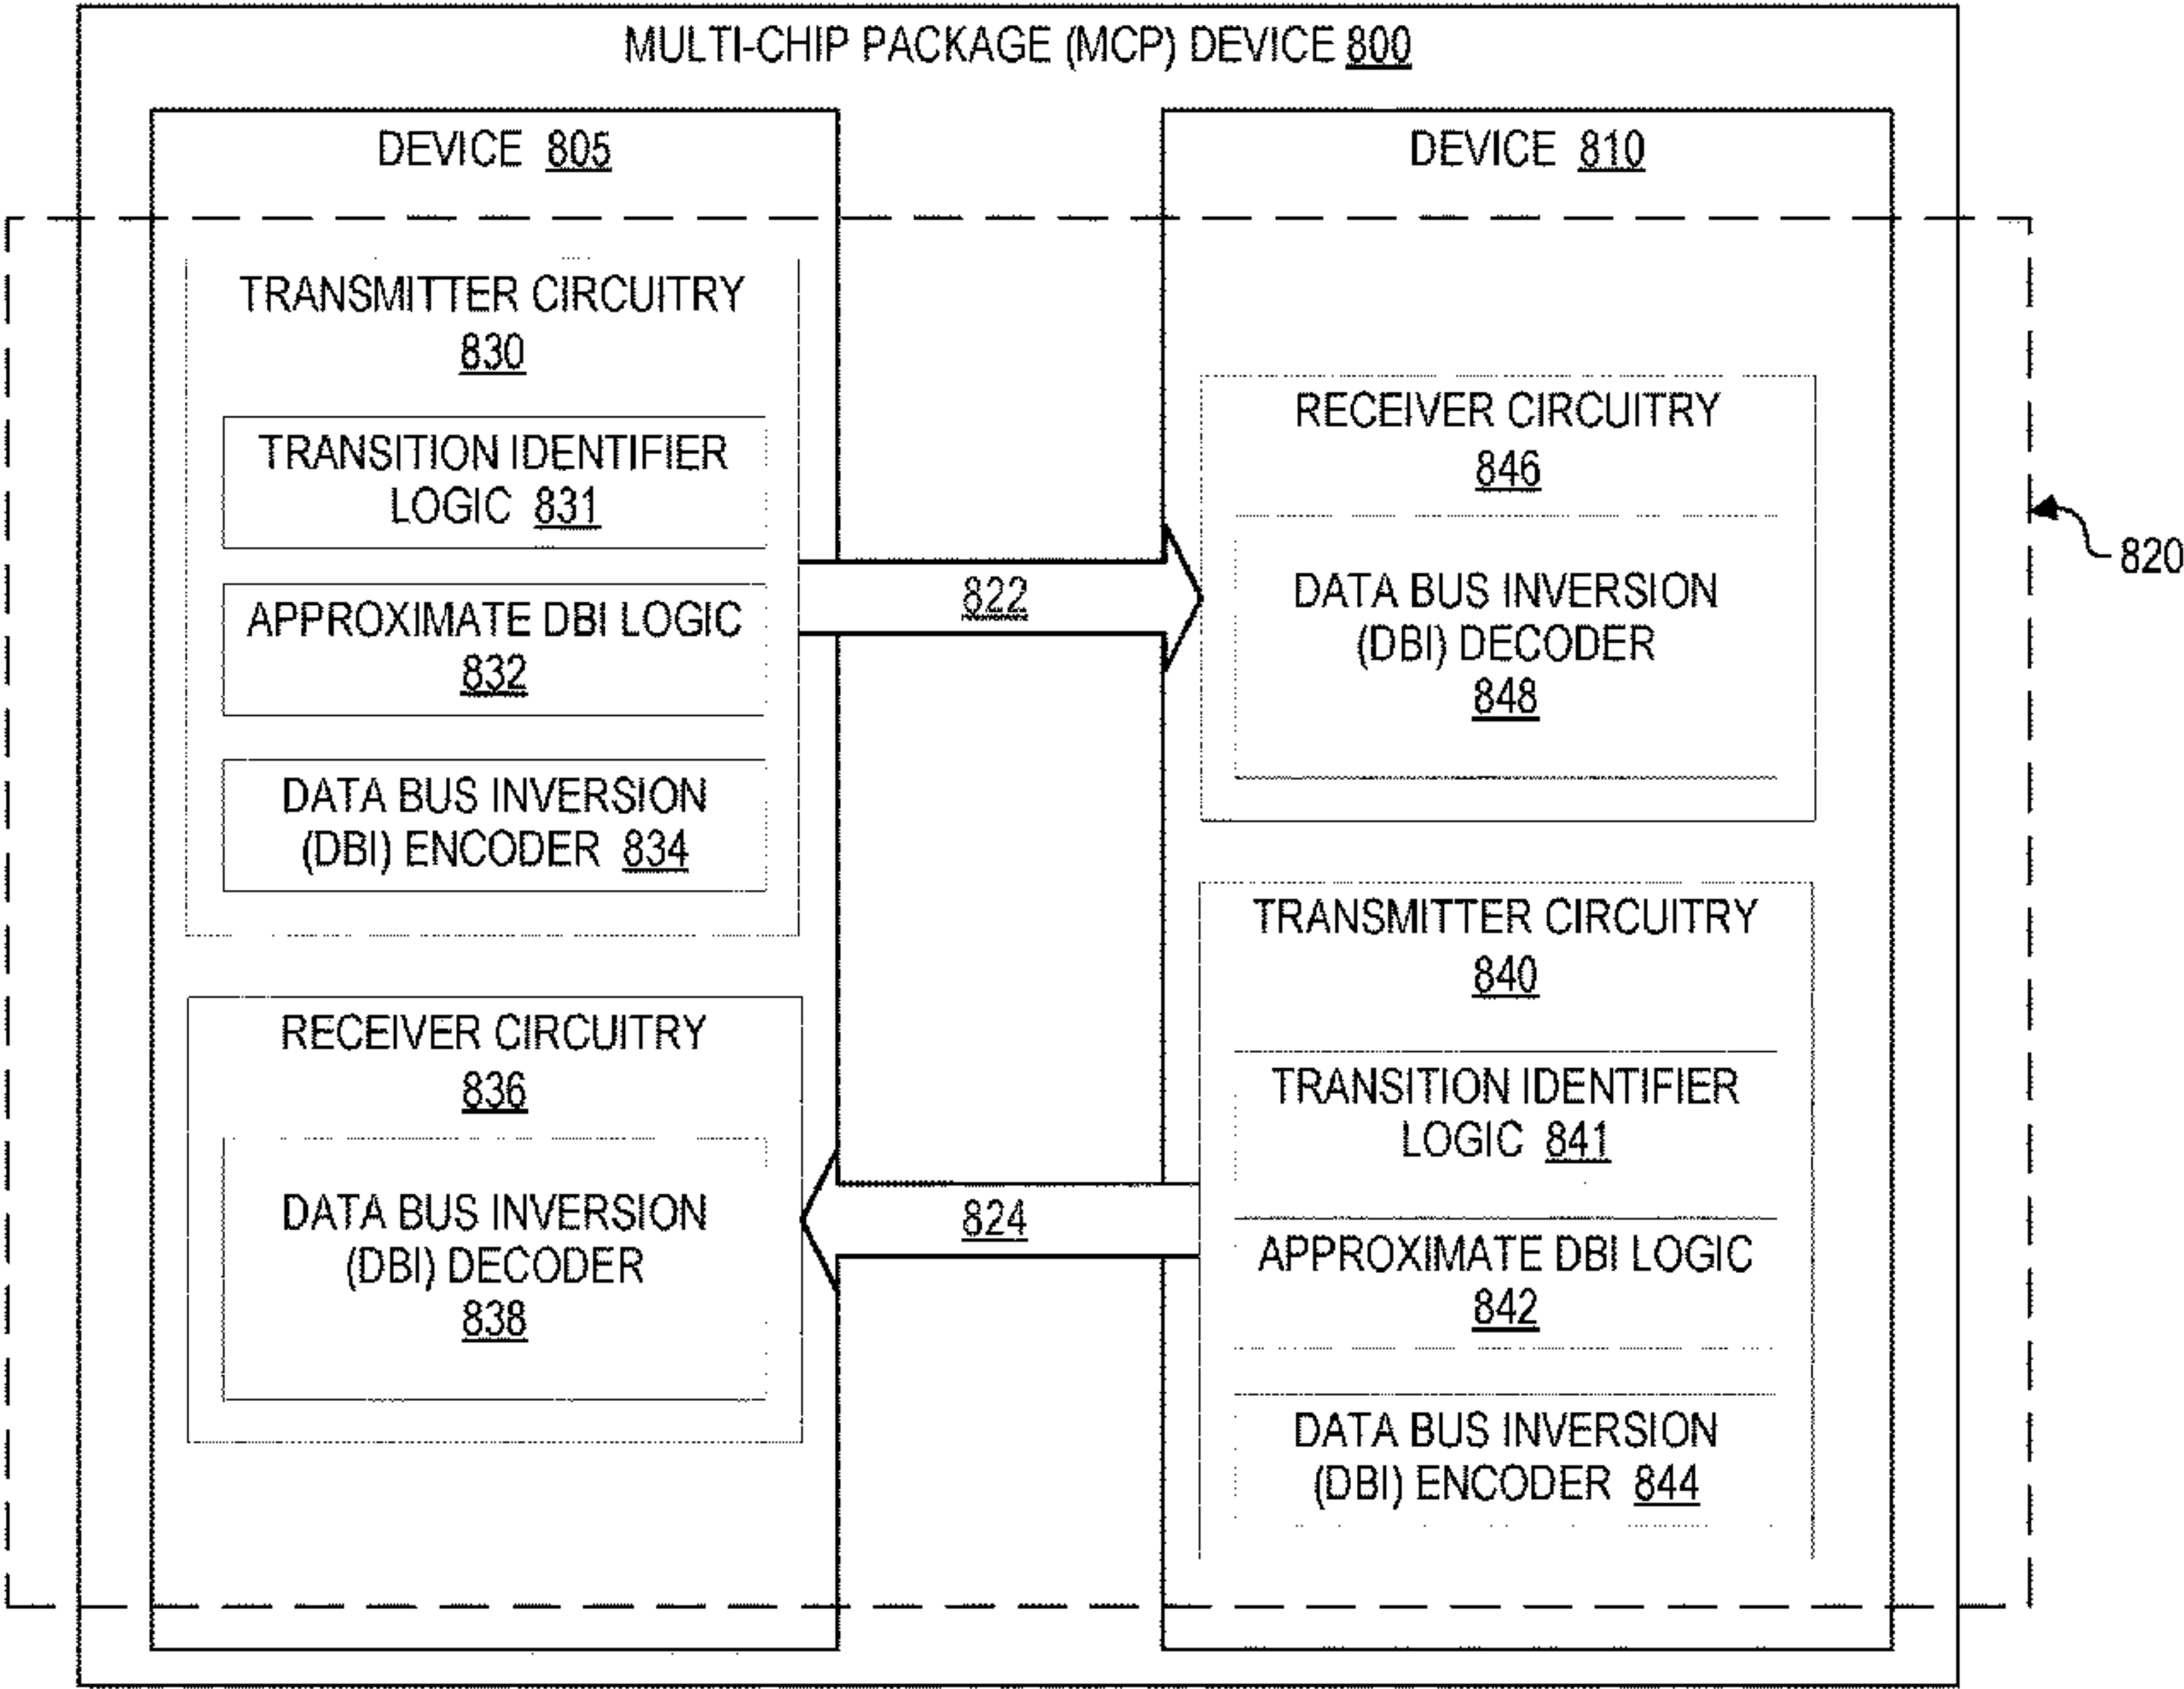 MULTI-CHIP PACKAGE (MCP) DEVICE 800
DEVICE 805
TRANSMITTER CIRCUITRY
830
TRANSITION IDENTIFIER
LOGIC 831
APPROXIMATE DBI LOGIC
832
DATA BUS INVERSION
(DBI) ENCODER 834
RECEIVER CIRCUITRY
836
DATA BUS INVERSION
(DBI) DECODER
838
822
824
DEVICE 810
RECEIVER CIRCUITRY
846
DATA BUS INVERSION
(DBI) DECODER
848
TRANSMITTER CIRCUITRY
840
TRANSITION IDENTIFIER
LOGIC 841
APPROXIMATE DBI LOGIC
842
DATA BUS INVERSION
(DBI) ENCODER 844
820